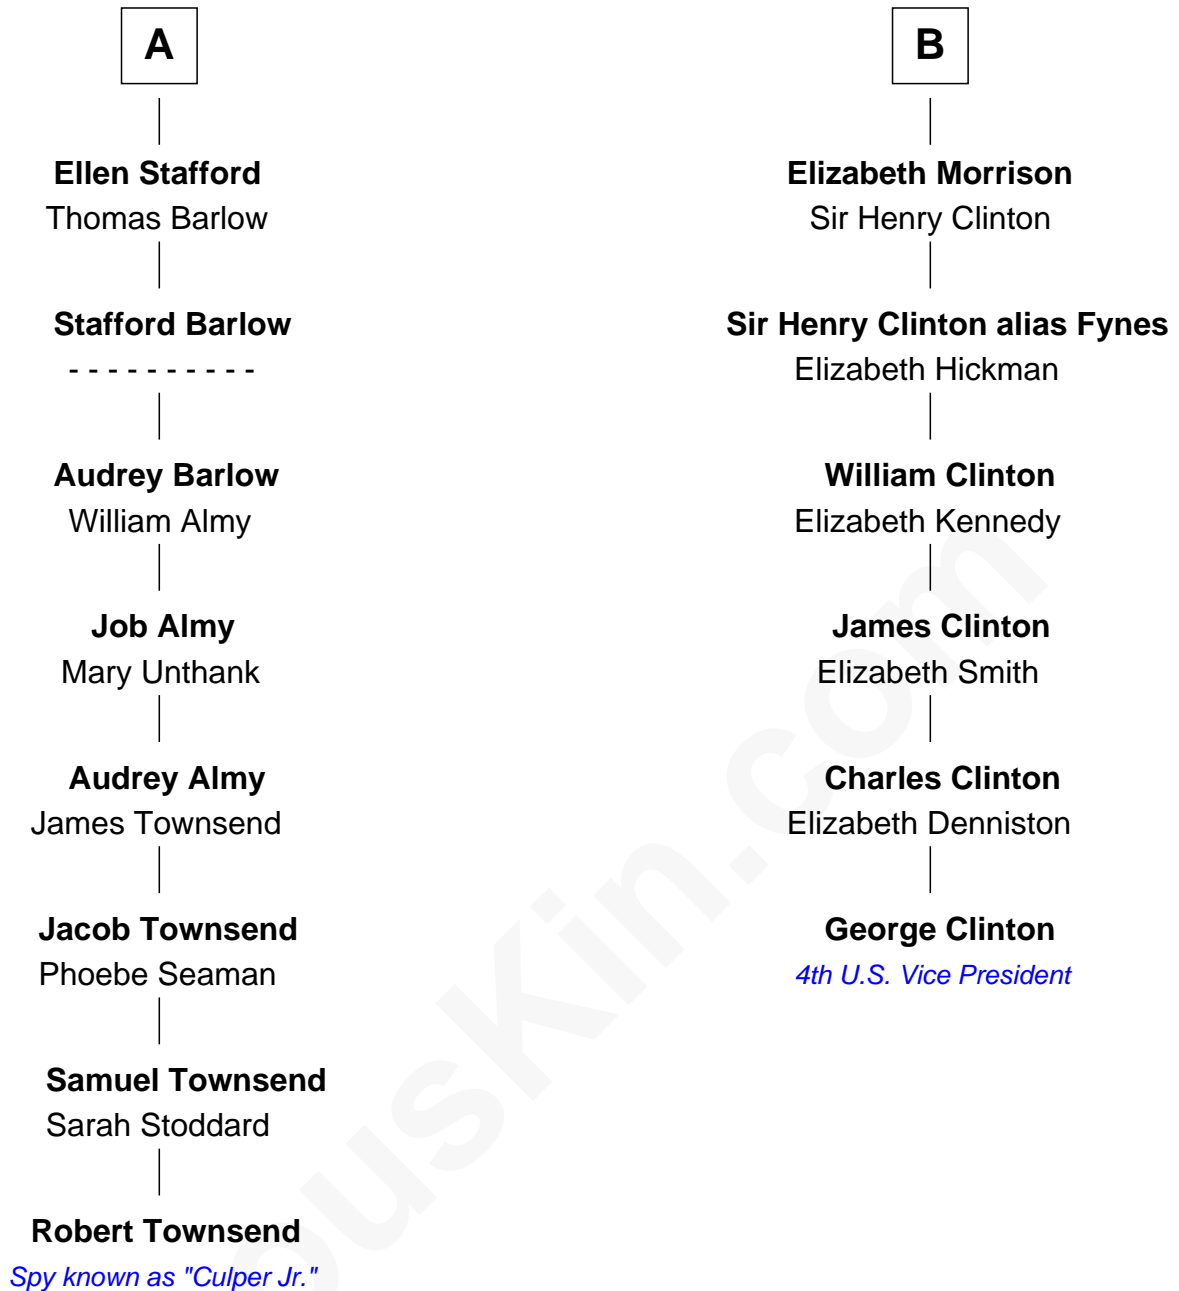 A
Ellen Stafford
Thomas Barlow
Stafford Barlow
- - - - - - - - - -
Audrey Barlow
William Almy
Job Almy
Mary Unthank
Audrey Almy
James Townsend
Jacob Townsend
Phoebe Seaman
Samuel Townsend
Sarah Stoddard
Robert Townsend
Spy known as "Culper Jr."
B
Elizabeth Morrison
Sir Henry Clinton
Sir Henry Clinton alias Fynes
Elizabeth Hickman
William Clinton
Elizabeth Kennedy
James Clinton
Elizabeth Smith
Charles Clinton
Elizabeth Denniston
George Clinton
4th U.S. Vice President
ousKin.com